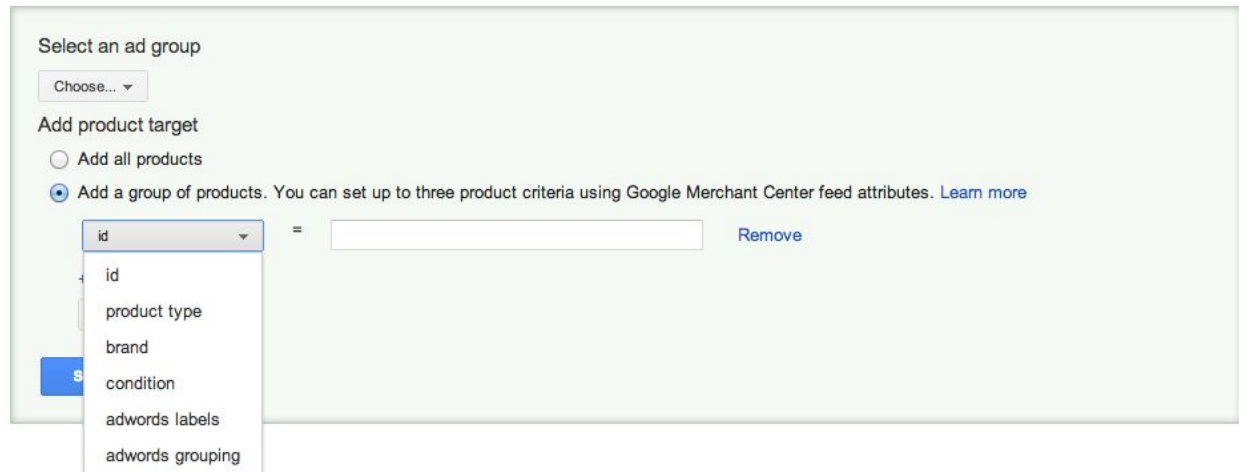 Select an ad group
Choose...
Add product target
Add all products
Add a group of products. You can set up to three product criteria using Google Merchant Center feed attributes. Learn more
id = Remove
id
product type
brand
condition
adwords labels
adwords grouping